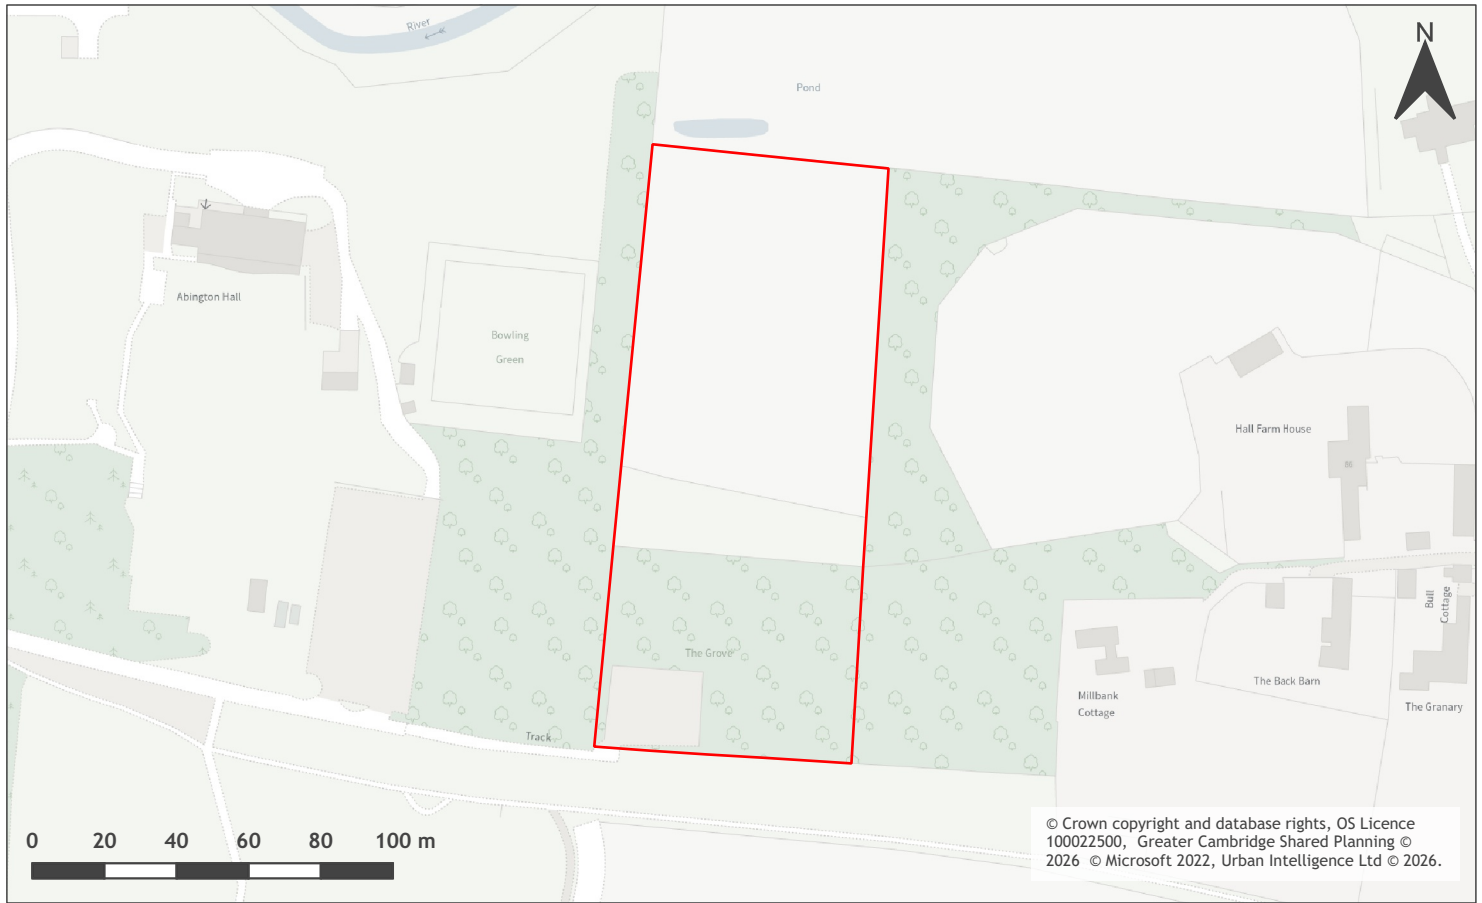 River
N
Pond
Abington Hall
Bowling
Green
Hall Farm House
86
Bull
Cottage
The Grove
The Back Barn
Millbank
Cottage
The Granary
Track
0 20 40 60 80 100 m
© Crown copyright and database rights, OS Licence
100022500, Greater Cambridge Shared Planning ©
2026 © Microsoft 2022, Urban Intelligence Ltd © 2026.